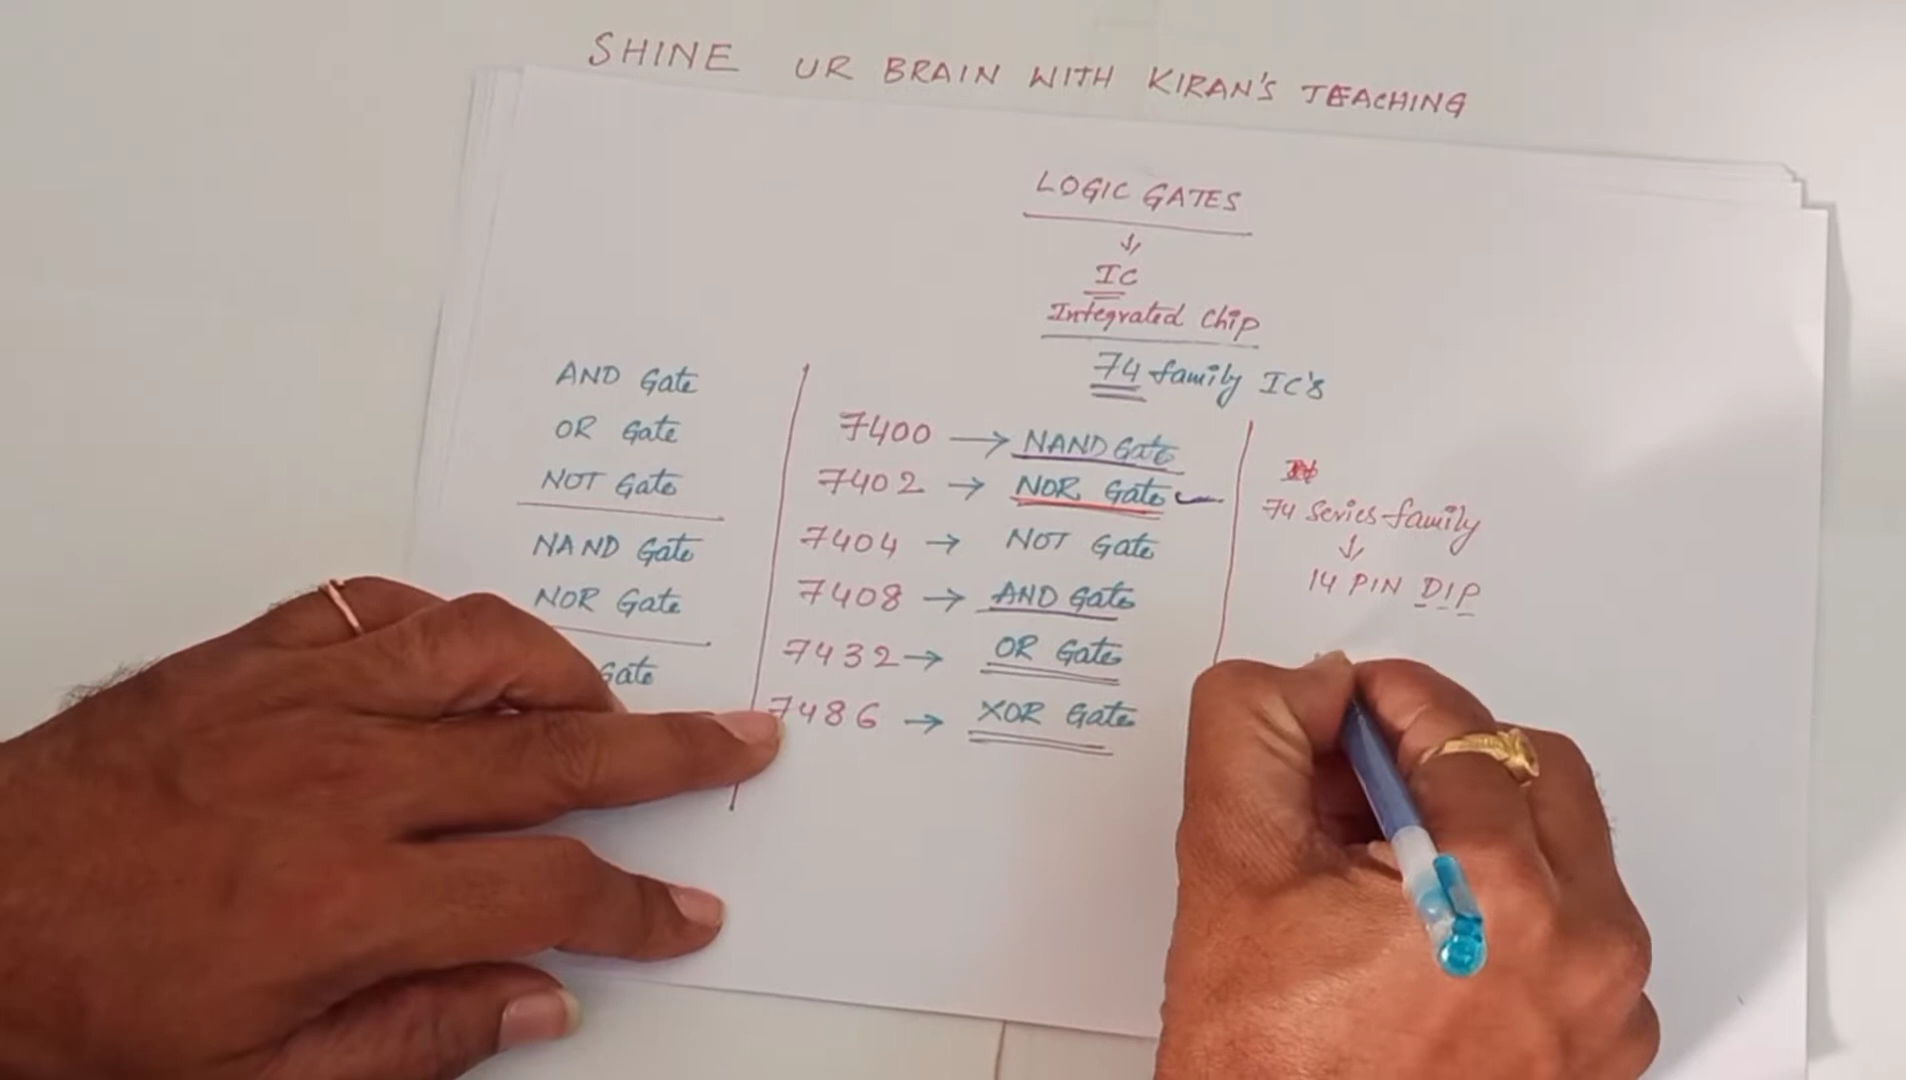 SHINE UR BRAIN WITH KIRAN'S TEACHING
LOGIC GATES
IC
Integrated Chip
74 family IC's
AND Gate
OR Gate
NOT Gate
NAND Gate
NOR Gate
Gate
7400 → NAND Gate
7402 → NOR Gate
7404 → NOT Gate
7408 → AND Gate
7432 → OR Gate
7486 → XOR Gate
74 Series family
14 PIN DIP